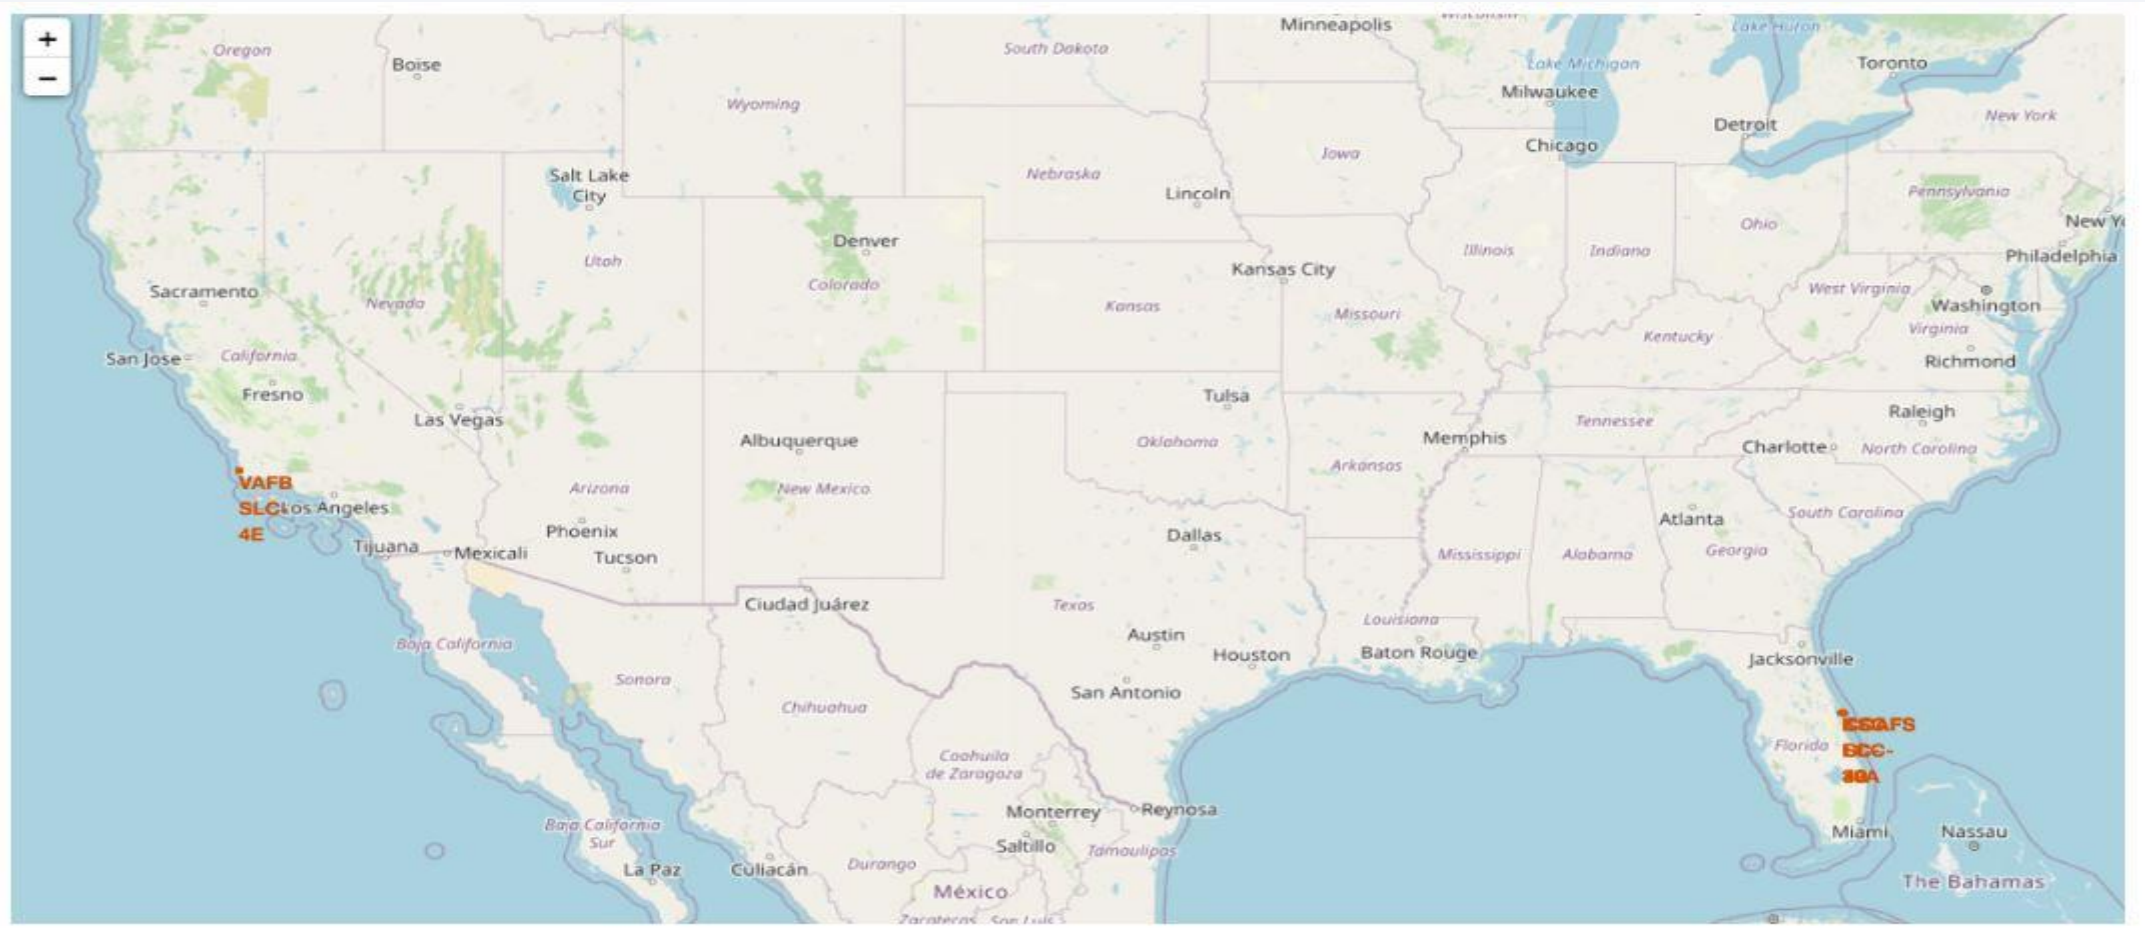 +
−
Minneapolis
Lake Huron
Oregon
South Dakota
Boise
Lake Michigan
Toronto
Milwaukee
Wyoming
New York
Detroit
Chicago
Iowa
Salt Lake
City
Nebraska
Lincoln
Pennsylvania
Ohio
Denver
Illinois
Indiana
New Y
Philadelphia
Utah
Kansas City
Colorado
West Virginia
Sacramento
Nevada
Kansas
Missouri
Washington
Virginia
Kentucky
San Jose
California
Richmond
Fresno
Las Vegas
Tulsa
Tennessee
Raleigh
Albuquerque
Oklahoma
Memphis
Charlotte
North Carolina
Arkansas
VAFB
SLC-
4E
Los Angeles
Arizona
New Mexico
Phoenix
Dallas
Atlanta
South Carolina
Tijuana
Mexicali
Tucson
Mississippi
Alabama
Georgia
Ciudad Juárez
Texas
Louisiana
Baja California
Austin
Houston
Baton Rouge
Jacksonville
Sonora
San Antonio
Chihuahua
Florida
Coahuila
de Zaragoza
Monterrey
Reynosa
Baja California
Sur
Saltillo
Tamaulipas
Miami
Nassau
La Paz
Culiacán
Durango
México
The Bahamas
Zacatecas
San Luis